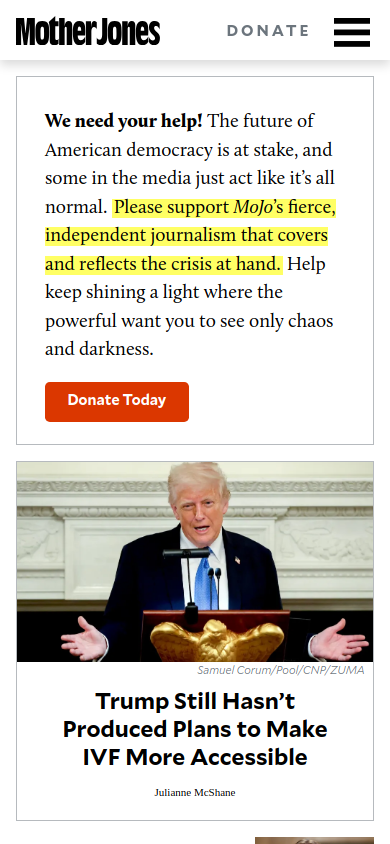 Mother Jones
DONATE
We need your help! The future of
American democracy is at stake, and
some in the media just act like it’s all
normal. Please support MoJo’s fierce,
independent journalism that covers
and reflects the crisis at hand. Help
keep shining a light where the
powerful want you to see only chaos
and darkness.
Donate Today
Samuel Corum/Pool/CNP/ZUMA
Trump Still Hasn’t
Produced Plans to Make
IVF More Accessible
Julianne McShane